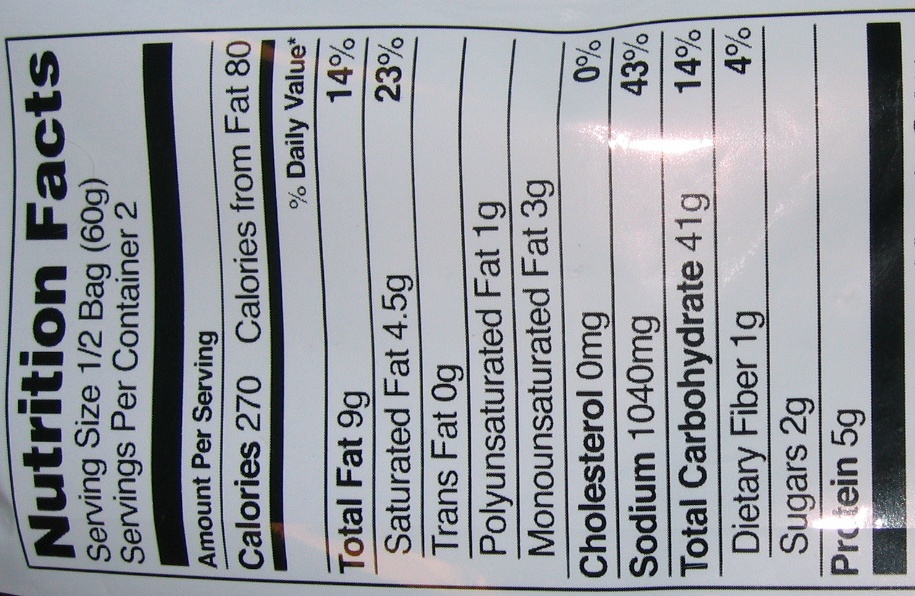 Nutrition Facts
Serving Size 1/2 Bag (60g)
Servings Per Container 2
Amount Per Serving
Calories 270 Calories from Fat 80
% Daily Value*
Total Fat 9g 14%
Saturated Fat 4.5g 23%
Trans Fat 0g
Polyunsaturated Fat 1g
Monounsaturated Fat 3g
Cholesterol 0mg 0%
Sodium 1040mg 43%
Total Carbohydrate 41g 14%
Dietary Fiber 1g 4%
Sugars 2g
Protein 5g